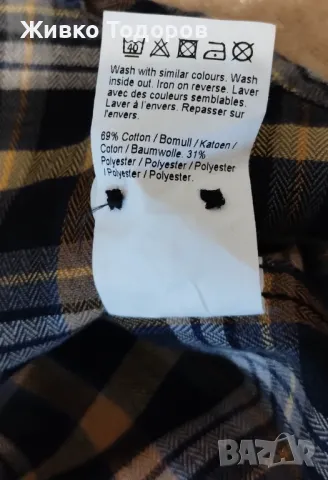 Живко Тодоров
40
Wash with similar colours. Wash
inside out. Iron on reverse. Laver
avec des couleurs semblables.
Laver à l'envers. Repasser sur
l'envers.
69% Cotton / Bomull / Katoen /
Coton / Baumwolle. 31%
Polyester / Polyester / Polyester
/ Polyester / Polyester.
BAZAR